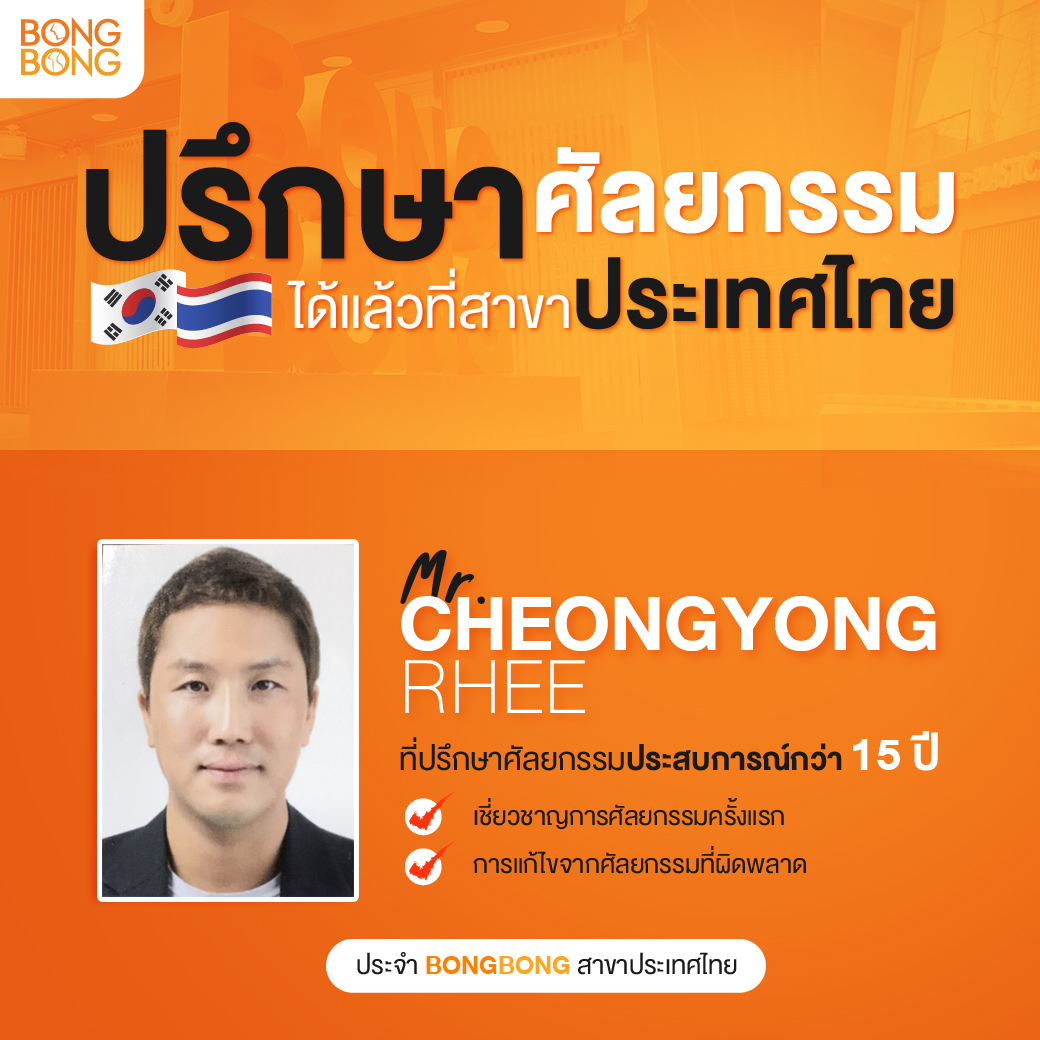 BONG
BONG
ปรึกษาศัลยกรรม
ได้แล้วที่สาขาประเทศไทย
Mr.
CHEONGYONG
RHEE
ที่ปรึกษาศัลยกรรมประสบการณ์กว่า 15 ปี
เชี่ยวชาญการศัลยกรรมครั้งแรก
การแก้ไขจากศัลยกรรมที่ผิดพลาด
ประจำ BONGBONG สาขาประเทศไทย